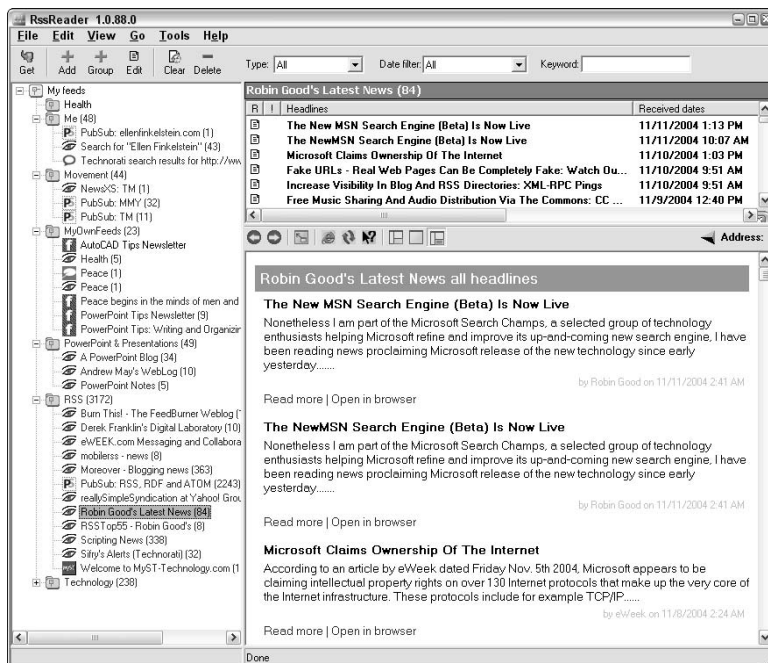 RssReader 1.0.88.0
File Edit View Go Tools Help
Get Add Group Edit Clear Delete Type: All Date filter: All Keyword:
My feeds
Health
Me (48)
PubSub: ellenfinkelstein.com (1)
Search for "Ellen Finkelstein" (43)
Technorati search results for http://ww
Movement (44)
NewsXS: TM (1)
PubSub: MMY (32)
PubSub: TM (11)
MyOwnFeeds (23)
AutoCAD Tips Newsletter
Health (5)
Peace (1)
Peace (1)
Peace begins in the minds of men and
PowerPoint Tips Newsletter (9)
PowerPoint Tips: Writing and Organizin
PowerPoint & Presentations (49)
A PowerPoint Blog (34)
Andrew May's WebLog (10)
PowerPoint Notes (5)
RSS (3172)
Burn This! - The FeedBurner Weblog (
Derek Franklin's Digital Laboratory (10)
eWEEK.com Messaging and Collabora
mobilerss - news (8)
Moreover - Blogging news (363)
PubSub: RSS, RDF and ATOM (2243)
reallySimpleSyndication at Yahoo! Grou
Robin Good's Latest News (84)
RSSTop55 - Robin Good's (8)
Scripting News (338)
Sifry's Alerts (Technorati) (32)
Welcome to MyST-Technology.com (1
Technology (238)
Robin Good's Latest News (84)
R ! Headlines Received dates
The New MSN Search Engine (Beta) Is Now Live 11/11/2004 1:13 PM
The NewMSN Search Engine (Beta) Is Now Live 11/11/2004 10:07 AM
Microsoft Claims Ownership Of The Internet 11/10/2004 1:03 PM
Fake URLs - Real Web Pages Can Be Completely Fake: Watch Ou... 11/10/2004 9:51 AM
Increase Visibility In Blog And RSS Directories: XML-RPC Pings 11/10/2004 9:51 AM
Free Music Sharing And Audio Distribution Via The Commons: CC ... 11/9/2004 12:40 PM
Address:
Robin Good's Latest News all headlines
The New MSN Search Engine (Beta) Is Now Live
Nonetheless I am part of the Microsoft Search Champs, a selected group of technology
enthusiasts helping Microsoft refine and improve its up-and-coming new search engine, I have
been reading news proclaiming Microsoft release of the new technology since early
yesterday......
by Robin Good on 11/11/2004 2:41 AM
Read more | Open in browser
The NewMSN Search Engine (Beta) Is Now Live
Nonetheless I am part of the Microsoft Search Champs, a selected group of technology
enthusiasts helping Microsoft refine and improve its up-and-coming new search engine, I have
been reading news proclaiming Microsoft release of the new technology since early
yesterday......
by Robin Good on 11/11/2004 2:41 AM
Read more | Open in browser
Microsoft Claims Ownership Of The Internet
According to an article by eWeek dated Friday Nov. 5th 2004, Microsoft appears to be
claiming intellectual property rights on over 130 Internet protocols that make up the very core of
the Internet infrastructure. These protocols include for example TCP/IP......
by eWeek on 11/8/2004 2:24 AM
Read more | Open in browser
Done